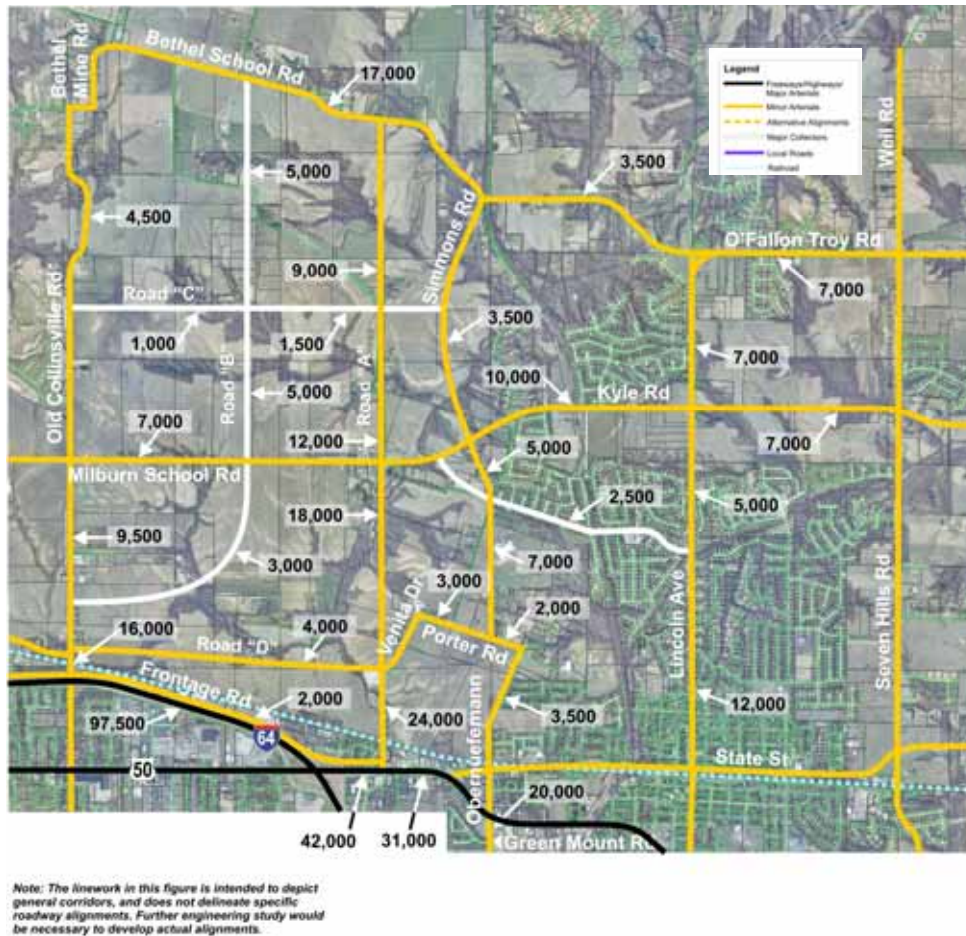 Bethel
Mine Rd
Bethel School Rd
17,000
Legend
Freeways/Highways/
Major Arterials
Minor Arterials
Alternative Alignments
Major Collectors
Local Roads
Railroad
Weil Rd
5,000
3,500
4,500
Simmons Rd
O'Fallon Troy Rd
9,000
7,000
Road "C"
1,000
1,500
3,500
Old Collinsville Rd
Road "B"
Road "A"
7,000
10,000
5,000
Kyle Rd
7,000
12,000
7,000
5,000
Milburn School Rd
2,500
5,000
18,000
9,500
3,000
7,000
3,000
Venita Dr
2,000
Lincoln Ave
Seven Hills Rd
16,000
4,000
Porter Rd
Road "D"
Frontage Rd
2,000
12,000
97,500
24,000
3,500
64
Obernuefemann
State St
50
20,000
42,000
31,000
Green Mount Rd
Note: The linework in this figure is intended to depict
general corridors, and does not delineate specific
roadway alignments. Further engineering study would
be necessary to develop actual alignments.